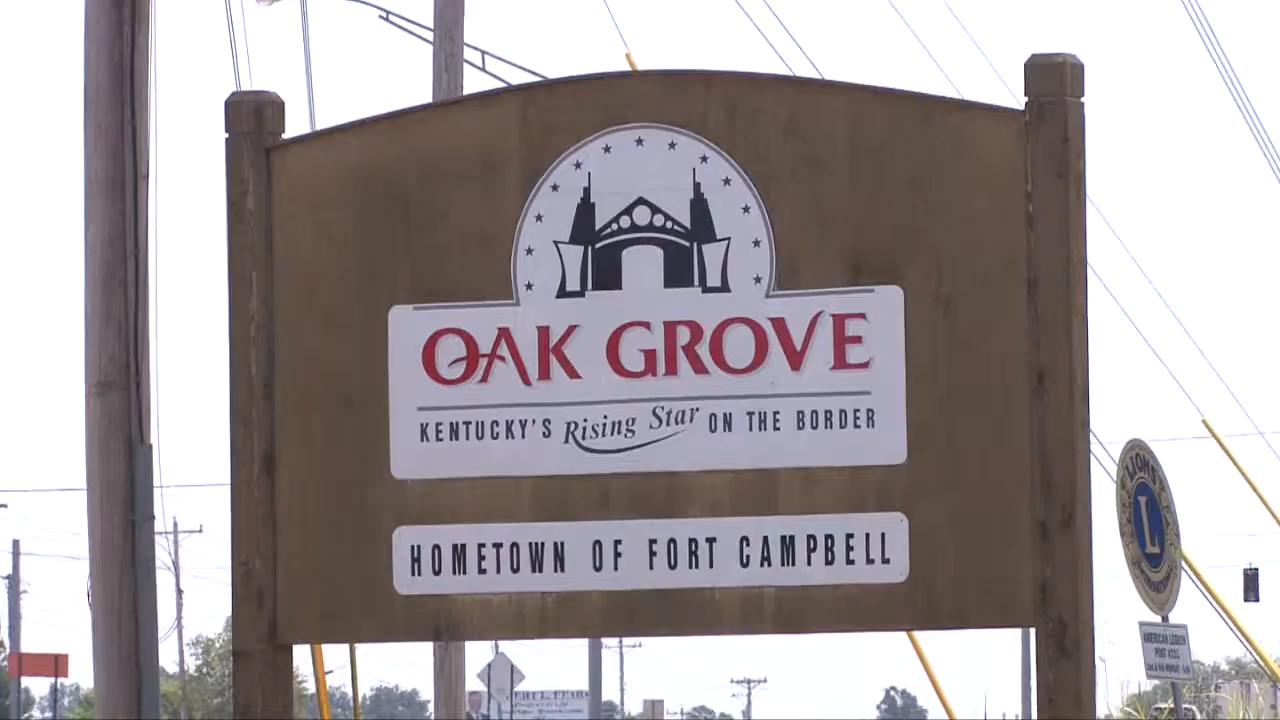 OAK GROVE
KENTUCKY'S Rising Star ON THE BORDER
HOMETOWN OF FORT CAMPBELL
LIONS
L
AMERICAN LEGION